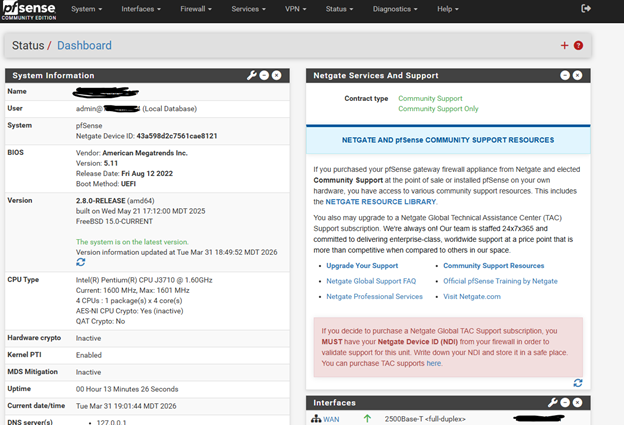 pfsense
COMMUNITY EDITION
System
Interfaces
Firewall
Services
VPN
Status
Diagnostics
Help
Status / Dashboard
System Information
Name
User admin@ (Local Database)
System pfSense
Netgate Device ID: 43a598d2c7561cae8121
BIOS Vendor: American Megatrends Inc.
Version: 5.11
Release Date: Fri Aug 12 2022
Boot Method: UEFI
Version 2.8.0-RELEASE (amd64)
built on Wed May 21 17:12:00 MDT 2025
FreeBSD 15.0-CURRENT
The system is on the latest version.
Version information updated at Tue Mar 31 18:49:52 MDT 2026
CPU Type Intel(R) Pentium(R) CPU J3710 @ 1.60GHz
Current: 1600 MHz, Max: 1601 MHz
4 CPUs : 1 package(s) x 4 core(s)
AES-NI CPU Crypto: Yes (inactive)
QAT Crypto: No
Hardware crypto Inactive
Kernel PTI Enabled
MDS Mitigation Inactive
Uptime 00 Hour 13 Minutes 26 Seconds
Current date/time Tue Mar 31 19:01:44 MDT 2026
DNS server(s) • 127.0.0.1
Netgate Services And Support
Contract type Community Support
Community Support Only
NETGATE AND pfSense COMMUNITY SUPPORT RESOURCES
If you purchased your pfSense gateway firewall appliance from Netgate and elected
Community Support at the point of sale or installed pfSense on your own
hardware, you have access to various community support resources. This includes
the NETGATE RESOURCE LIBRARY.
You also may upgrade to a Netgate Global Technical Assistance Center (TAC)
Support subscription. We're always on! Our team is staffed 24x7x365 and
committed to delivering enterprise-class, worldwide support at a price point that is
more than competitive when compared to others in our space.
• Upgrade Your Support
• Community Support Resources
• Netgate Global Support FAQ
• Official pfSense Training by Netgate
• Netgate Professional Services
• Visit Netgate.com
If you decide to purchase a Netgate Global TAC Support subscription, you
MUST have your Netgate Device ID (NDI) from your firewall in order to
validate support for this unit. Write down your NDI and store it in a safe place.
You can purchase TAC supports here.
Interfaces
WAN 2500Base-T <full-duplex>